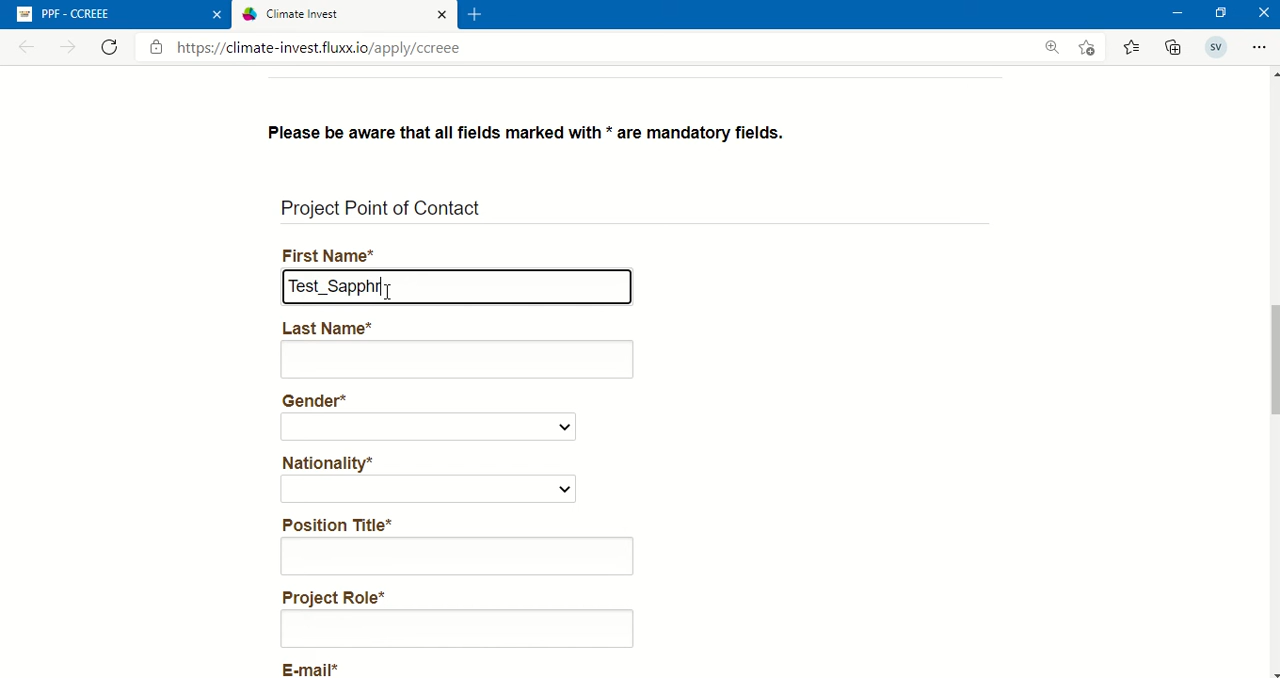 PPF - CCREEE
Climate Invest
https://climate-invest.fluxx.io/apply/ccreee
SV
Please be aware that all fields marked with * are mandatory fields.
Project Point of Contact
First Name*
Test_Sapphr
Last Name*
Gender*
Nationality*
Position Title*
Project Role*
E-mail*